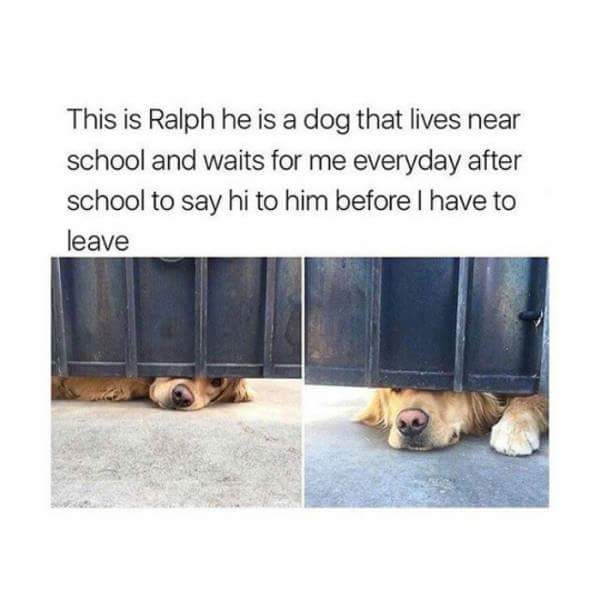 This is Ralph he is a dog that lives near
school and waits for me everyday after
school to say hi to him before I have to
leave